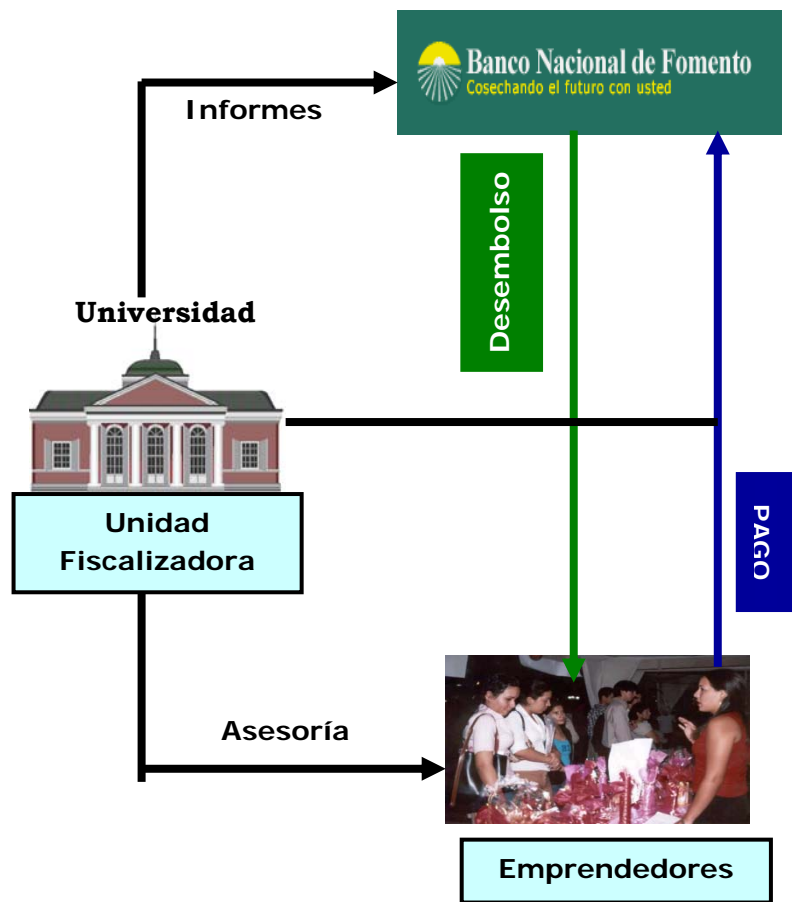 Banco Nacional de Fomento
Cosechando el futuro con usted
Informes
Desembolso
Universidad
Unidad
Fiscalizadora
PAGO
Asesoría
Emprendedores